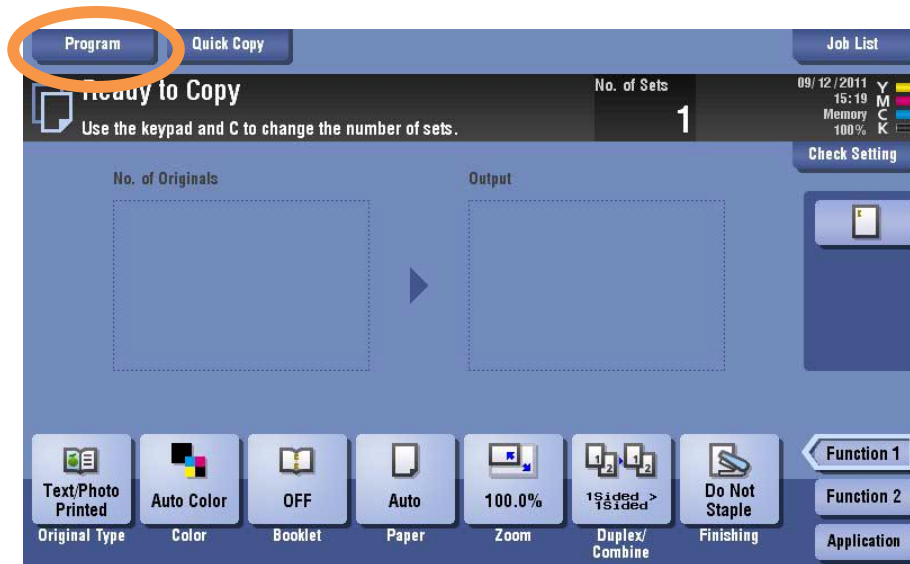 Program
Quick Copy
Job List
Ready to Copy
No. of Sets
09/12/2011
15:19
Memory
100%
Y
M
C
K
Use the keypad and C to change the number of sets.
1
Check Setting
No. of Originals
Output
Text/Photo
Printed
Auto Color
OFF
Auto
100.0%
1Sided >
1Sided
Do Not
Staple
Original Type
Color
Booklet
Paper
Zoom
Duplex/
Combine
Finishing
Function 1
Function 2
Application